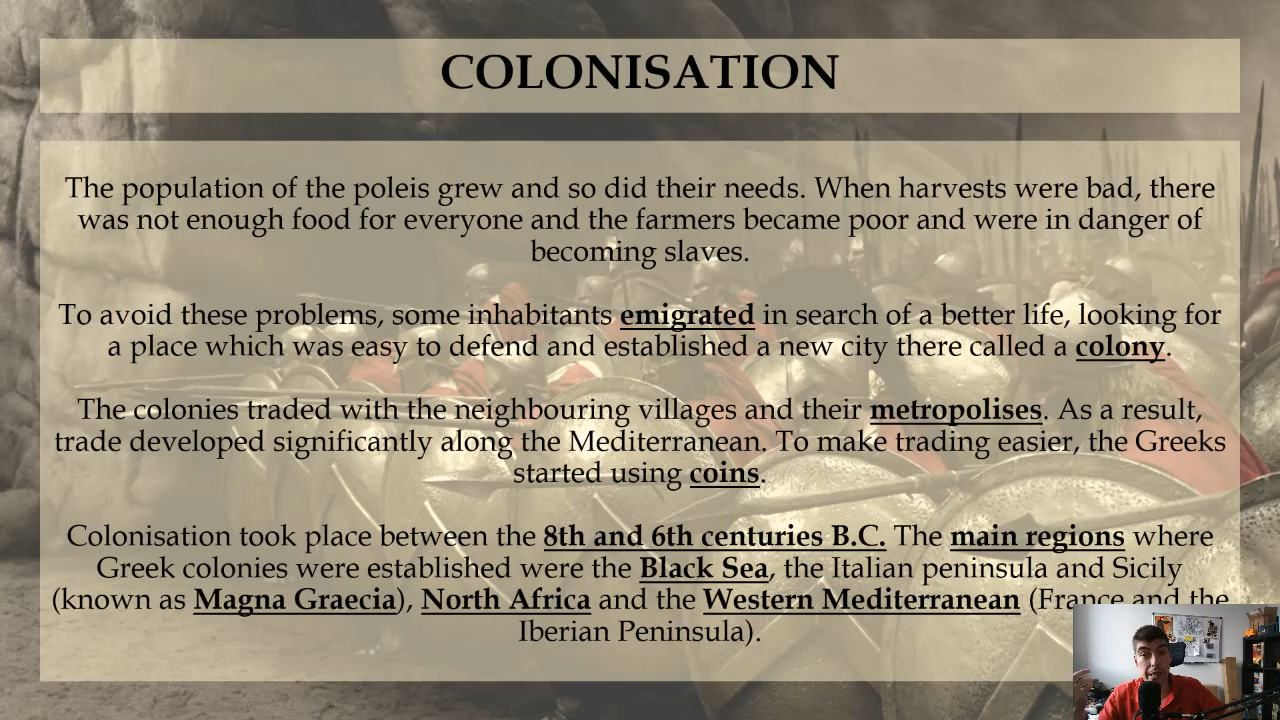 COLONISATION
The population of the poleis grew and so did their needs. When harvests were bad, there
was not enough food for everyone and the farmers became poor and were in danger of
becoming slaves.
To avoid these problems, some inhabitants emigrated in search of a better life, looking for
a place which was easy to defend and established a new city there called a colony.
The colonies traded with the neighbouring villages and their metropolises. As a result,
trade developed significantly along the Mediterranean. To make trading easier, the Greeks
started using coins.
Colonisation took place between the 8th and 6th centuries B.C. The main regions where
Greek colonies were established were the Black Sea, the Italian peninsula and Sicily
(known as Magna Graecia), North Africa and the Western Mediterranean (France and the
Iberian Peninsula).